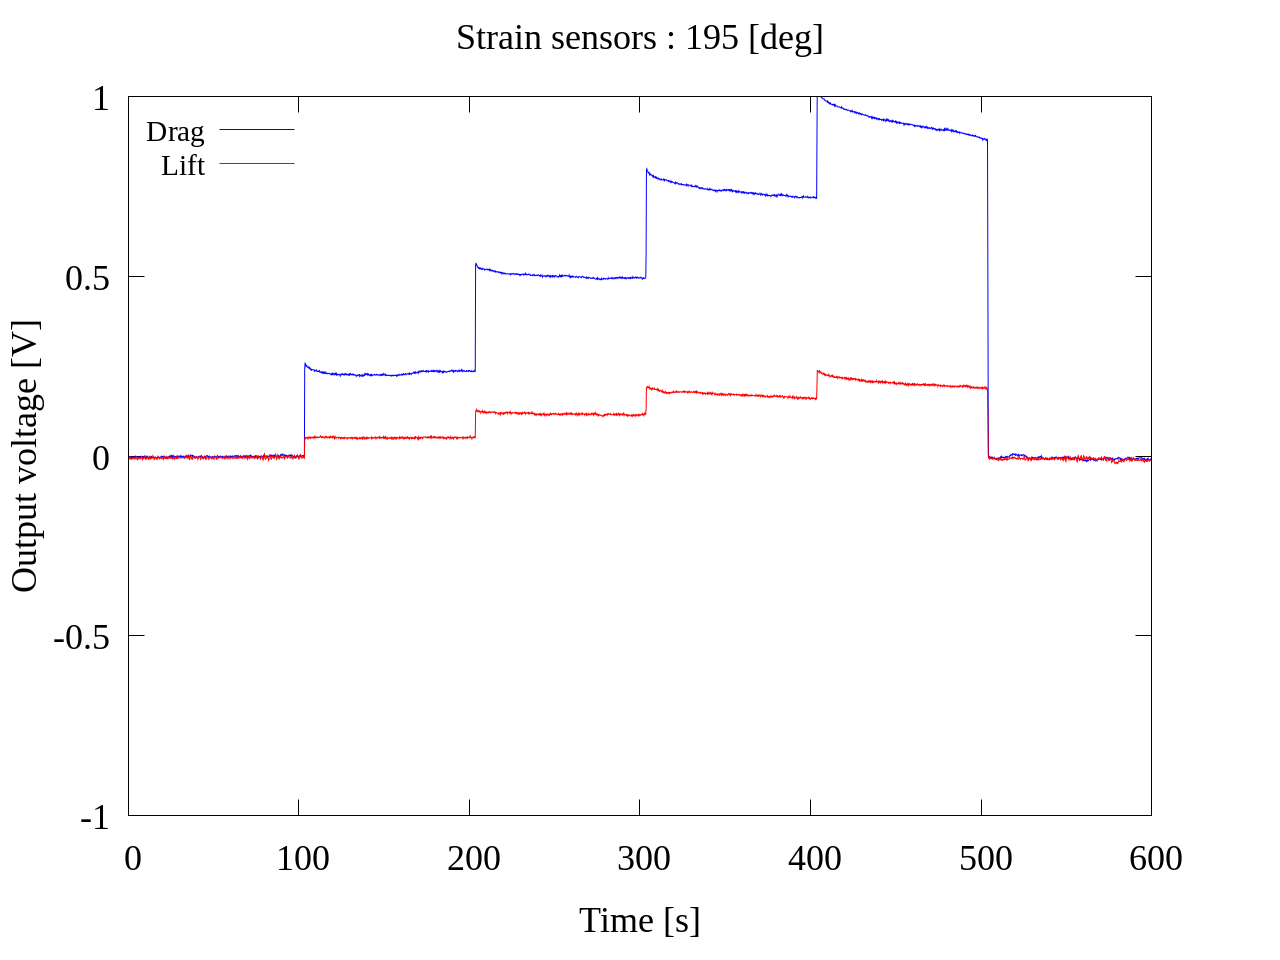 Strain sensors : 195 [deg]
1
Drag
Lift
0.5
0
-0.5
-1
Output voltage [V]
0 100 200 300 400 500 600
Time [s]